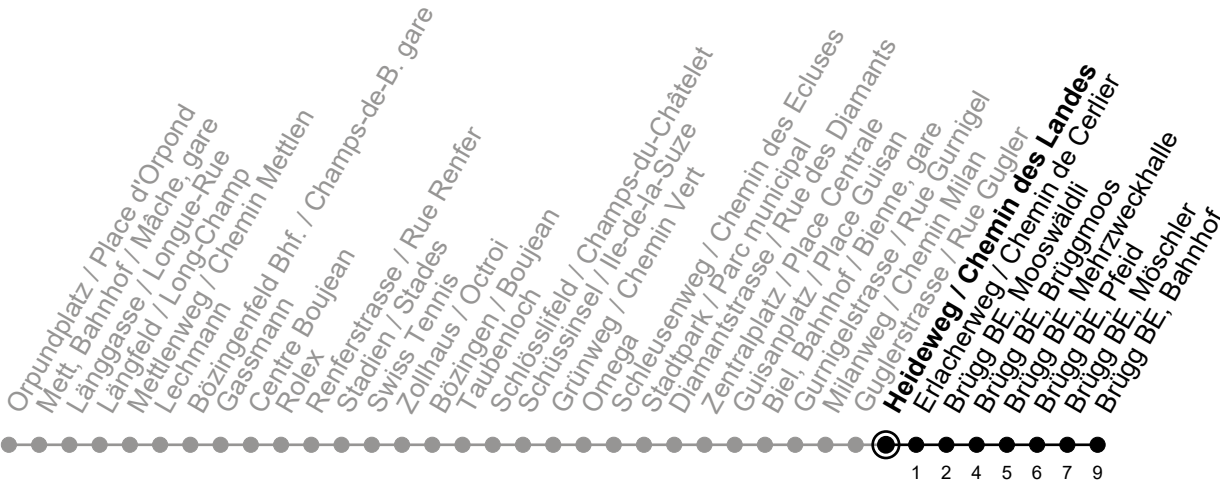 Orpundplatz / Place d'Orpond
Mett, Bahnhof / Mâche, gare
Länggasse / Longue-Rue
Längfeld / Long-Champ
Mettlenweg / Chemin Mettlen
Lechmann
Bözingenfeld Bhf. / Champs-de-B. gare
Gassmann
Centre Boujean
Rolex
Renferstrasse / Rue Renfer
Stadien / Stades
Swiss Tennis
Zollhaus / Octroi
Bözingen / Boujean
Taubenloch
Schlösslifeld / Champs-du-Châtelet
Schüssinsel / Ile-de-la-Suze
Grünweg / Chemin Vert
Omega
Schleusenweg / Chemin des Ecluses
Stadtpark / Parc municipal
Diamantstrasse / Rue des Diamants
Zentralplatz / Place Centrale
Guisanplatz / Place Guisan
Biel, Bahnhof / Bienne, gare
Gurnigelstrasse / Rue Gurnigel
Milanweg / Chemin Milan
Guglerstrasse / Rue Gugler
Heideweg / Chemin des Landes
Erlacherweg / Chemin de Cerlier
Brügg BE, Mooswäldli
Brügg BE, Brüggmoos
Brügg BE, Mehrzweckhalle
Brügg BE, Pfeid
Brügg BE, Möschler
Brügg BE, Bahnhof
1 2 4 5 6 7 9